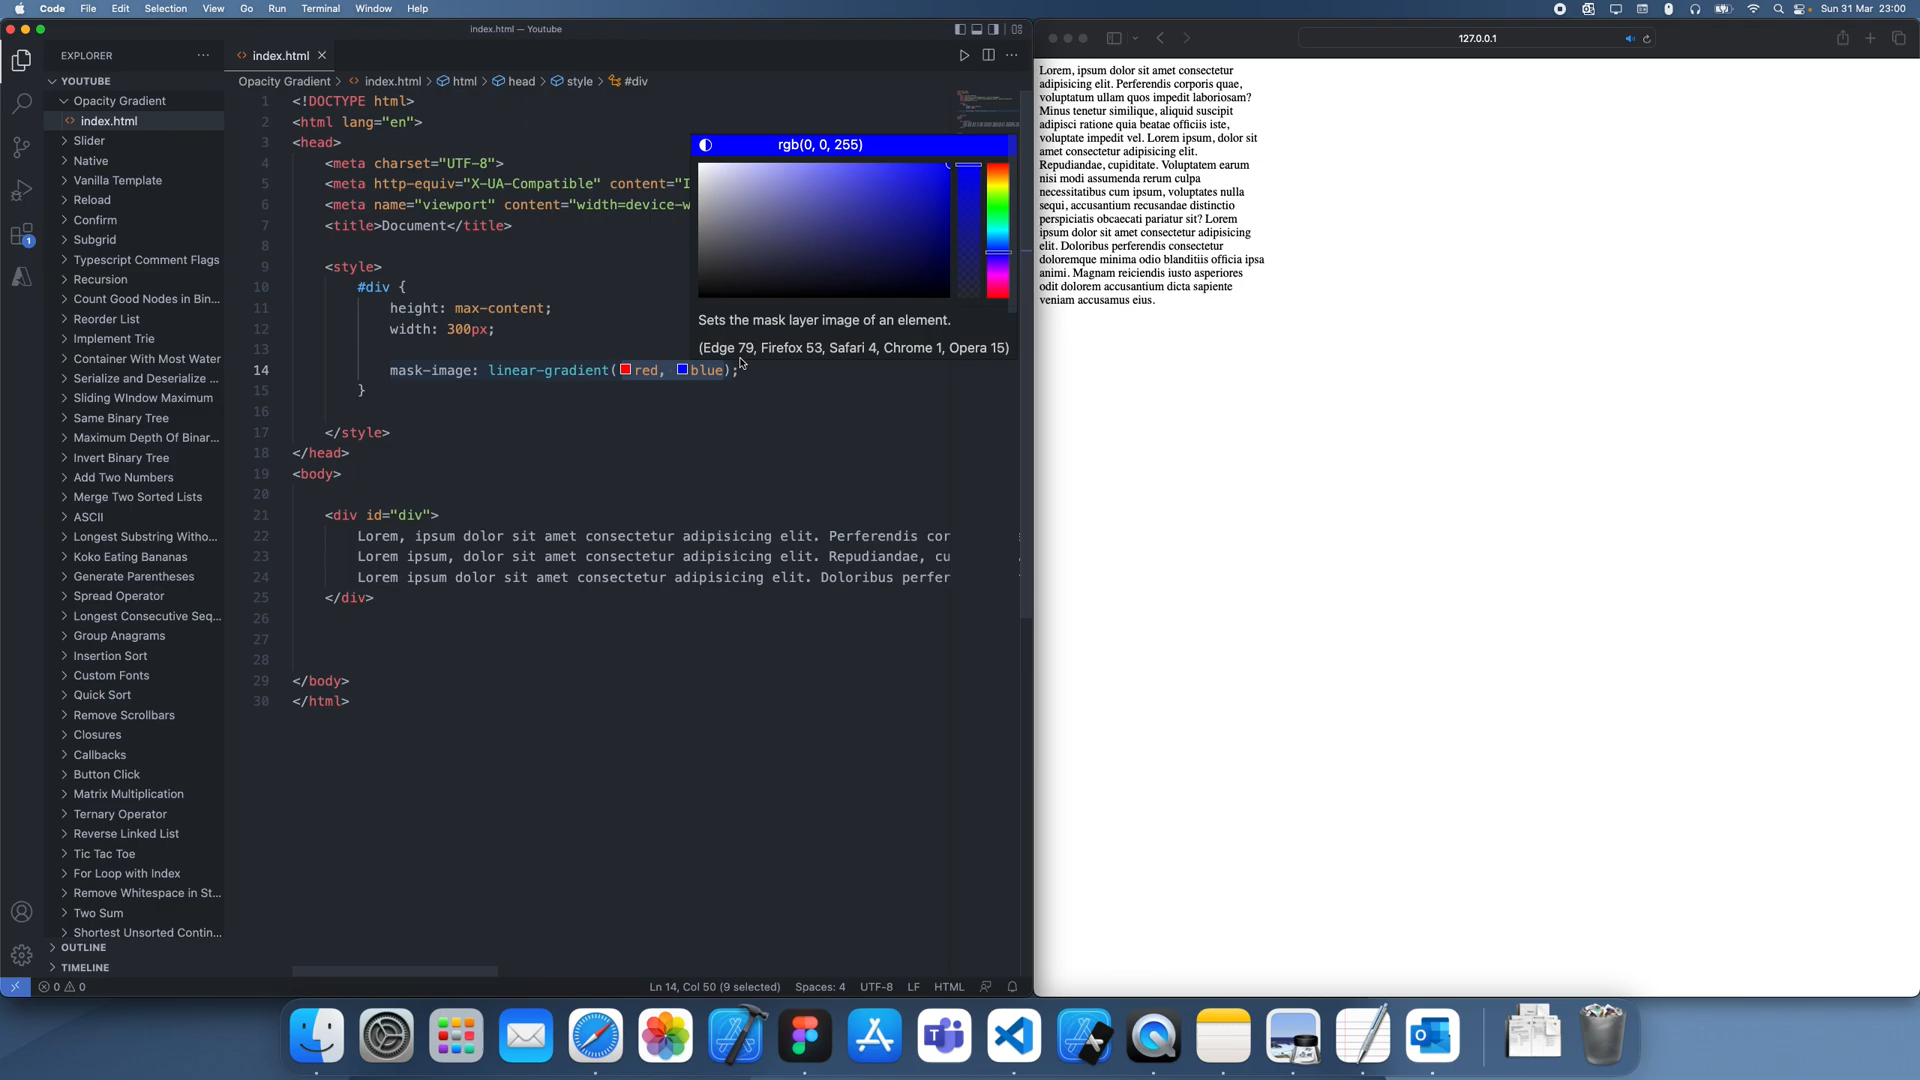 Code File Edit Selection View Go Run Terminal Window Help
Sun 31 Mar 23:00
index.html — Youtube
EXPLORER
index.html
YOUTUBE
Opacity Gradient
index.html
Slider
Native
Vanilla Template
Reload
Confirm
Subgrid
Typescript Comment Flags
Recursion
Count Good Nodes in Bin...
Reorder List
Implement Trie
Container With Most Water
Serialize and Deserialize ...
Sliding WIndow Maximum
Same Binary Tree
Maximum Depth Of Binar...
Invert Binary Tree
Add Two Numbers
Merge Two Sorted Lists
ASCII
Longest Substring Witho...
Koko Eating Bananas
Generate Parentheses
Spread Operator
Longest Consecutive Seq...
Group Anagrams
Insertion Sort
Custom Fonts
Quick Sort
Remove Scrollbars
Closures
Callbacks
Button Click
Matrix Multiplication
Ternary Operator
Reverse Linked List
Tic Tac Toe
For Loop with Index
Remove Whitespace in St...
Two Sum
Shortest Unsorted Contin...
OUTLINE
TIMELINE
1
Opacity Gradient > index.html > html > head > style > #div
1 <!DOCTYPE html>
2 <html lang="en">
3 <head>
4 <meta charset="UTF-8">
5 <meta http-equiv="X-UA-Compatible" content="I
6 <meta name="viewport" content="width=device-w
7 <title>Document</title>
8
9 <style>
10 #div {
11 height: max-content;
12 width: 300px;
13
14 mask-image: linear-gradient(red, blue);
15 }
16
17 </style>
18 </head>
19 <body>
20
21 <div id="div">
22 Lorem, ipsum dolor sit amet consectetur adipisicing elit. Perferendis cor
23 Lorem ipsum, dolor sit amet consectetur adipisicing elit. Repudiandae, cu
24 Lorem ipsum dolor sit amet consectetur adipisicing elit. Doloribus perfer
25 </div>
26
27
28
29 </body>
30 </html>
rgb(0, 0, 255)
Sets the mask layer image of an element.
(Edge 79, Firefox 53, Safari 4, Chrome 1, Opera 15)
0 0
Ln 14, Col 50 (9 selected) Spaces: 4 UTF-8 LF HTML
127.0.0.1
Lorem, ipsum dolor sit amet consectetur
adipisicing elit. Perferendis corporis quae,
voluptatum ullam quos impedit laboriosam?
Minus tenetur similique, aliquid suscipit
adipisci ratione quia beatae officiis iste,
voluptate impedit vel. Lorem ipsum, dolor sit
amet consectetur adipisicing elit.
Repudiandae, cupiditate. Voluptatem earum
nisi modi assumenda rerum culpa
necessitatibus cum ipsum, voluptates nulla
sequi, accusantium recusandae distinctio
perspiciatis obcaecati pariatur sit? Lorem
ipsum dolor sit amet consectetur adipisicing
elit. Doloribus perferendis consectetur
doloremque minima odio blanditiis officia ipsa
animi. Magnam reiciendis iusto asperiores
odit dolorem accusantium dicta sapiente
veniam accusamus eius.